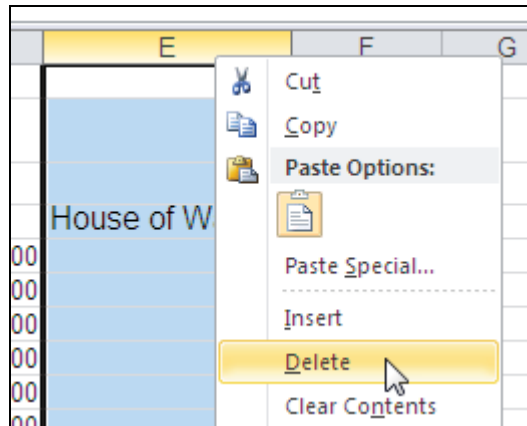 E F G
Cut
Copy
Paste Options:
House of W
00
Paste Special...
00
00
Insert
00
Delete
00
Clear Contents
00